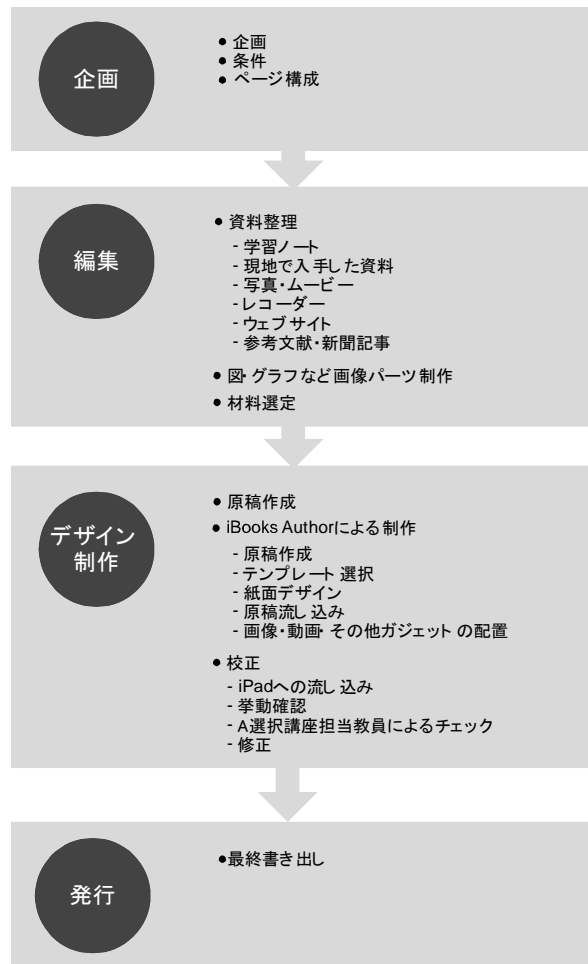 企画
● 企画
● 条件
● ページ構成
編集
● 資料整理
- 学習ノート
- 現地で入手した資料
- 写真・ムービー
- レコーダー
- ウェブサイト
- 参考文献・新聞記事
● 図・グラフなど画像パーツ制作
● 材料選定
デザイン
制作
● 原稿作成
● iBooks Authorによる制作
- 原稿作成
- テンプレート選択
- 紙面デザイン
- 原稿流し込み
- 画像・動画・その他ガジェットの配置
● 校正
- iPadへの流し込み
- 挙動確認
- A選択講座担当教員によるチェック
- 修正
発行
●最終書き出し